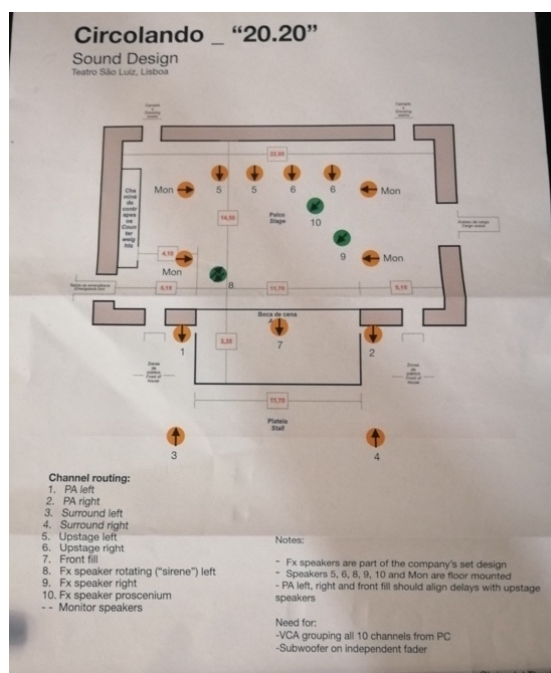 Circolando _ “20.20”
Sound Design
Teatro São Luiz, Lisboa
22,60
Mon
5
5
6
6
Mon
10
14,50
Palco
Stage
9
4,10
Mon
Mon
8
5,15
11,70
5,15
Boca de cena
1
7
2
5,50
11,70
Plateia
Stall
3
4
Channel routing:
1. PA left
2. PA right
3. Surround left
4. Surround right
5. Upstage left
6. Upstage right
7. Front fill
8. Fx speaker rotating (“sirene”) left
9. Fx speaker right
10. Fx speaker proscenium
- - Monitor speakers
Notes:
- Fx speakers are part of the company's set design
- Speakers 5, 6, 8, 9, 10 and Mon are floor mounted
- PA left, right and front fill should align delays with upstage
speakers
Need for:
-VCA grouping all 10 channels from PC
-Subwoofer on independent fader